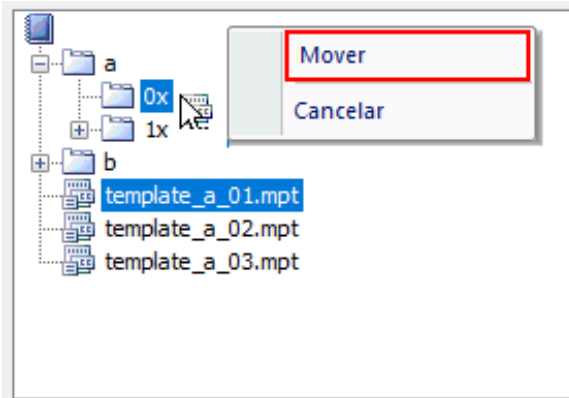 a
Mover
0x
Cancelar
1x
b
template_a_01.mpt
template_a_02.mpt
template_a_03.mpt